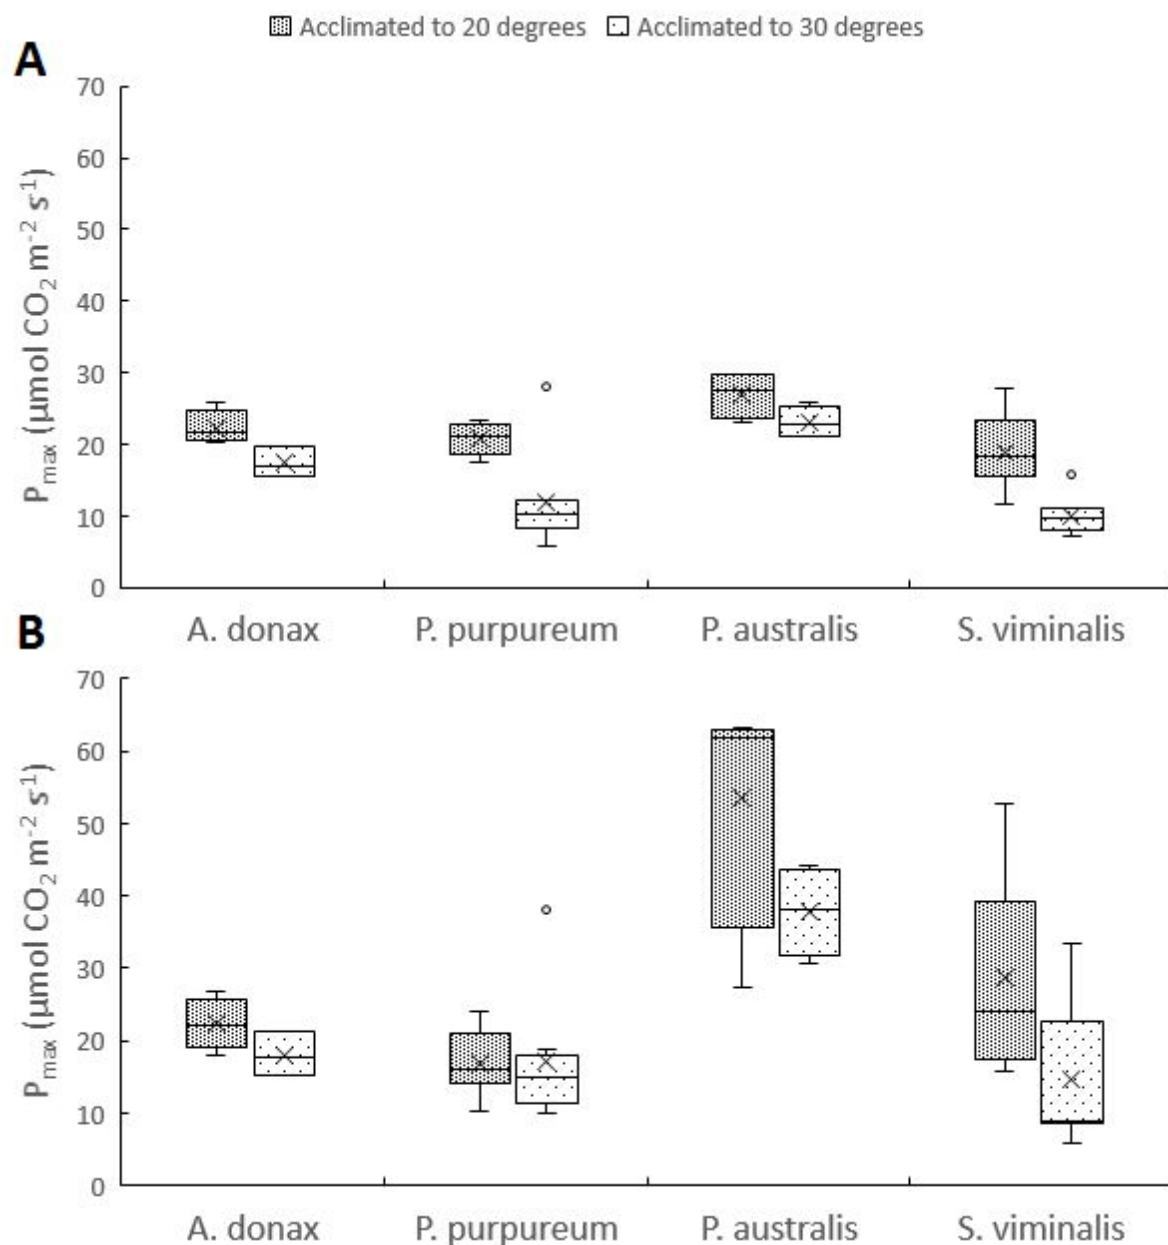 Acclimated to 20 degrees Acclimated to 30 degrees
A
70
60
50
40
30
20
10
0
P_max (µmol CO₂ m⁻² s⁻¹)
A. donax P. purpureum P. australis S. viminalis
B
70
60
50
40
30
20
10
0
P_max (µmol CO₂ m⁻² s⁻¹)
A. donax P. purpureum P. australis S. viminalis